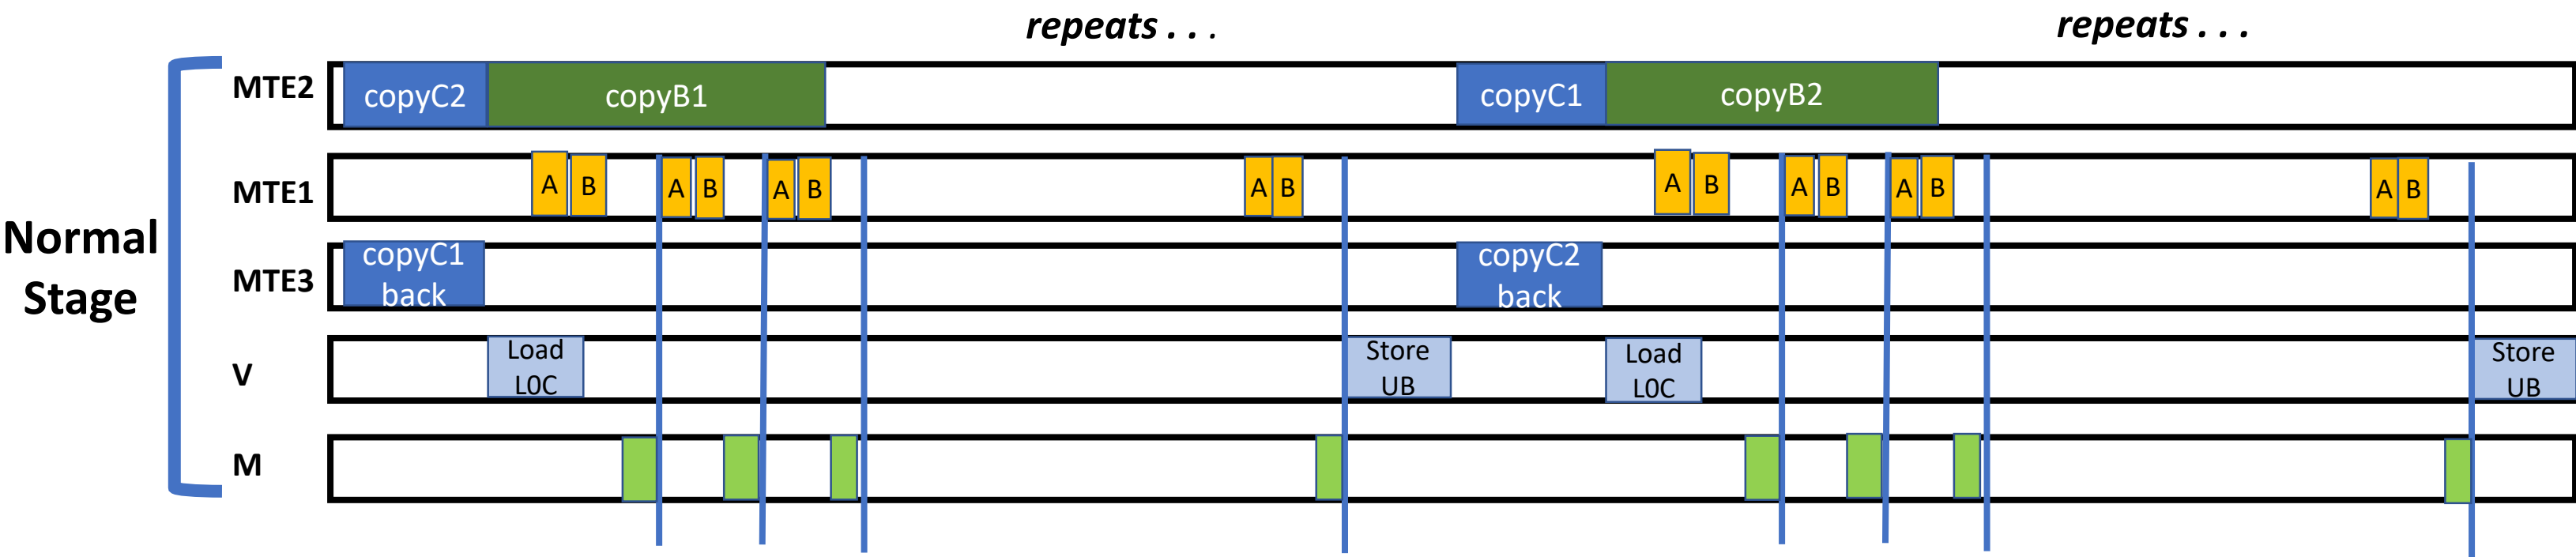 repeats . . .
repeats . . .
Normal
Stage
MTE2
copyC2
copyB1
copyC1
copyB2
MTE1
A
B
A
B
A
B
A
B
A
B
A
B
A
B
A
B
MTE3
copyC1
back
copyC2
back
V
Load
L0C
Store
UB
Load
L0C
Store
UB
M